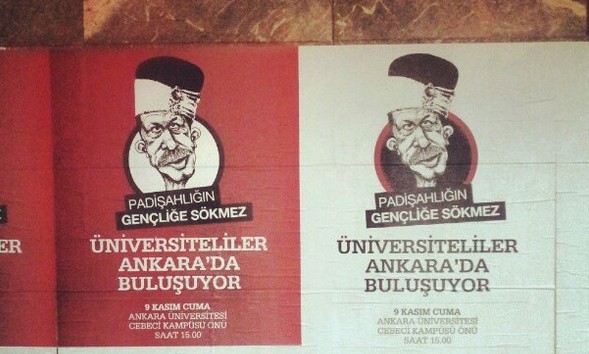 PADİŞAHLIĞIN
GENÇLİĞE SÖKMEZ
ÜNİVERSİTELİLER
ANKARA'DA
BULUŞUYOR
9 KASIM CUMA
ANKARA ÜNİVERSİTESİ
CEBECİ KAMPÜSÜ ÖNÜ
SAAT 15.00
PADİŞAHLIĞIN
GENÇLİĞE SÖKMEZ
ÜNİVERSİTELİLER
ANKARA'DA
BULUŞUYOR
9 KASIM CUMA
ANKARA ÜNİVERSİTESİ
CEBECİ KAMPÜSÜ ÖNÜ
SAAT 15.00